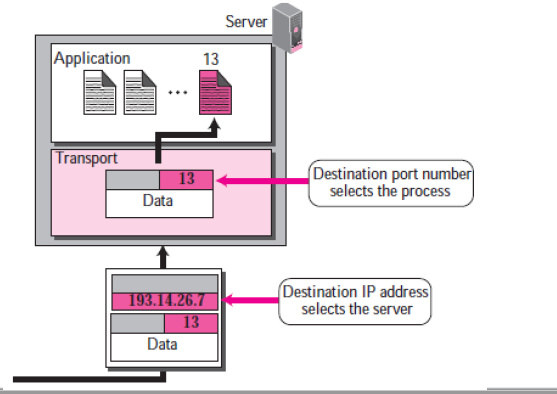 Server
Application
13
...
Transport
13
Data
Destination port number
selects the process
193.14.26.7
13
Data
Destination IP address
selects the server